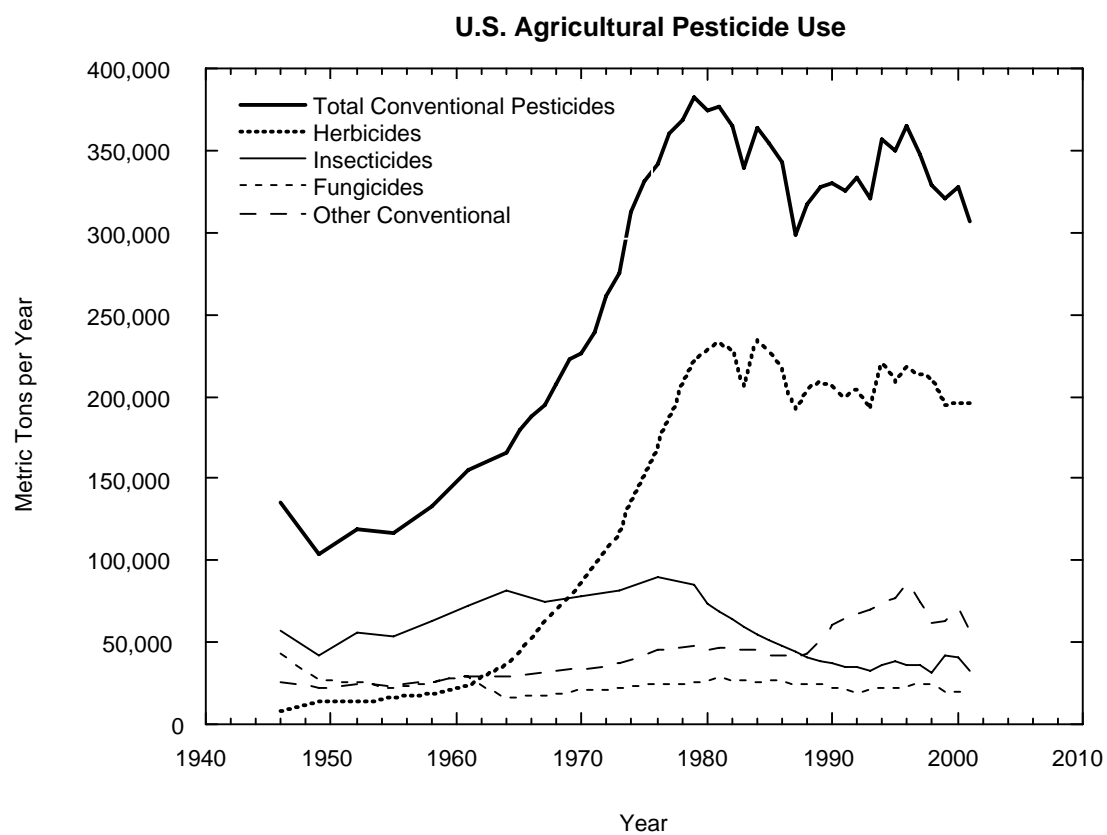 U.S. Agricultural Pesticide Use
400,000
Total Conventional Pesticides
Herbicides
350,000
Insecticides
Fungicides
Other Conventional
300,000
250,000
Metric Tons per Year
200,000
150,000
100,000
50,000
0
1940 1950 1960 1970 1980 1990 2000 2010
Year